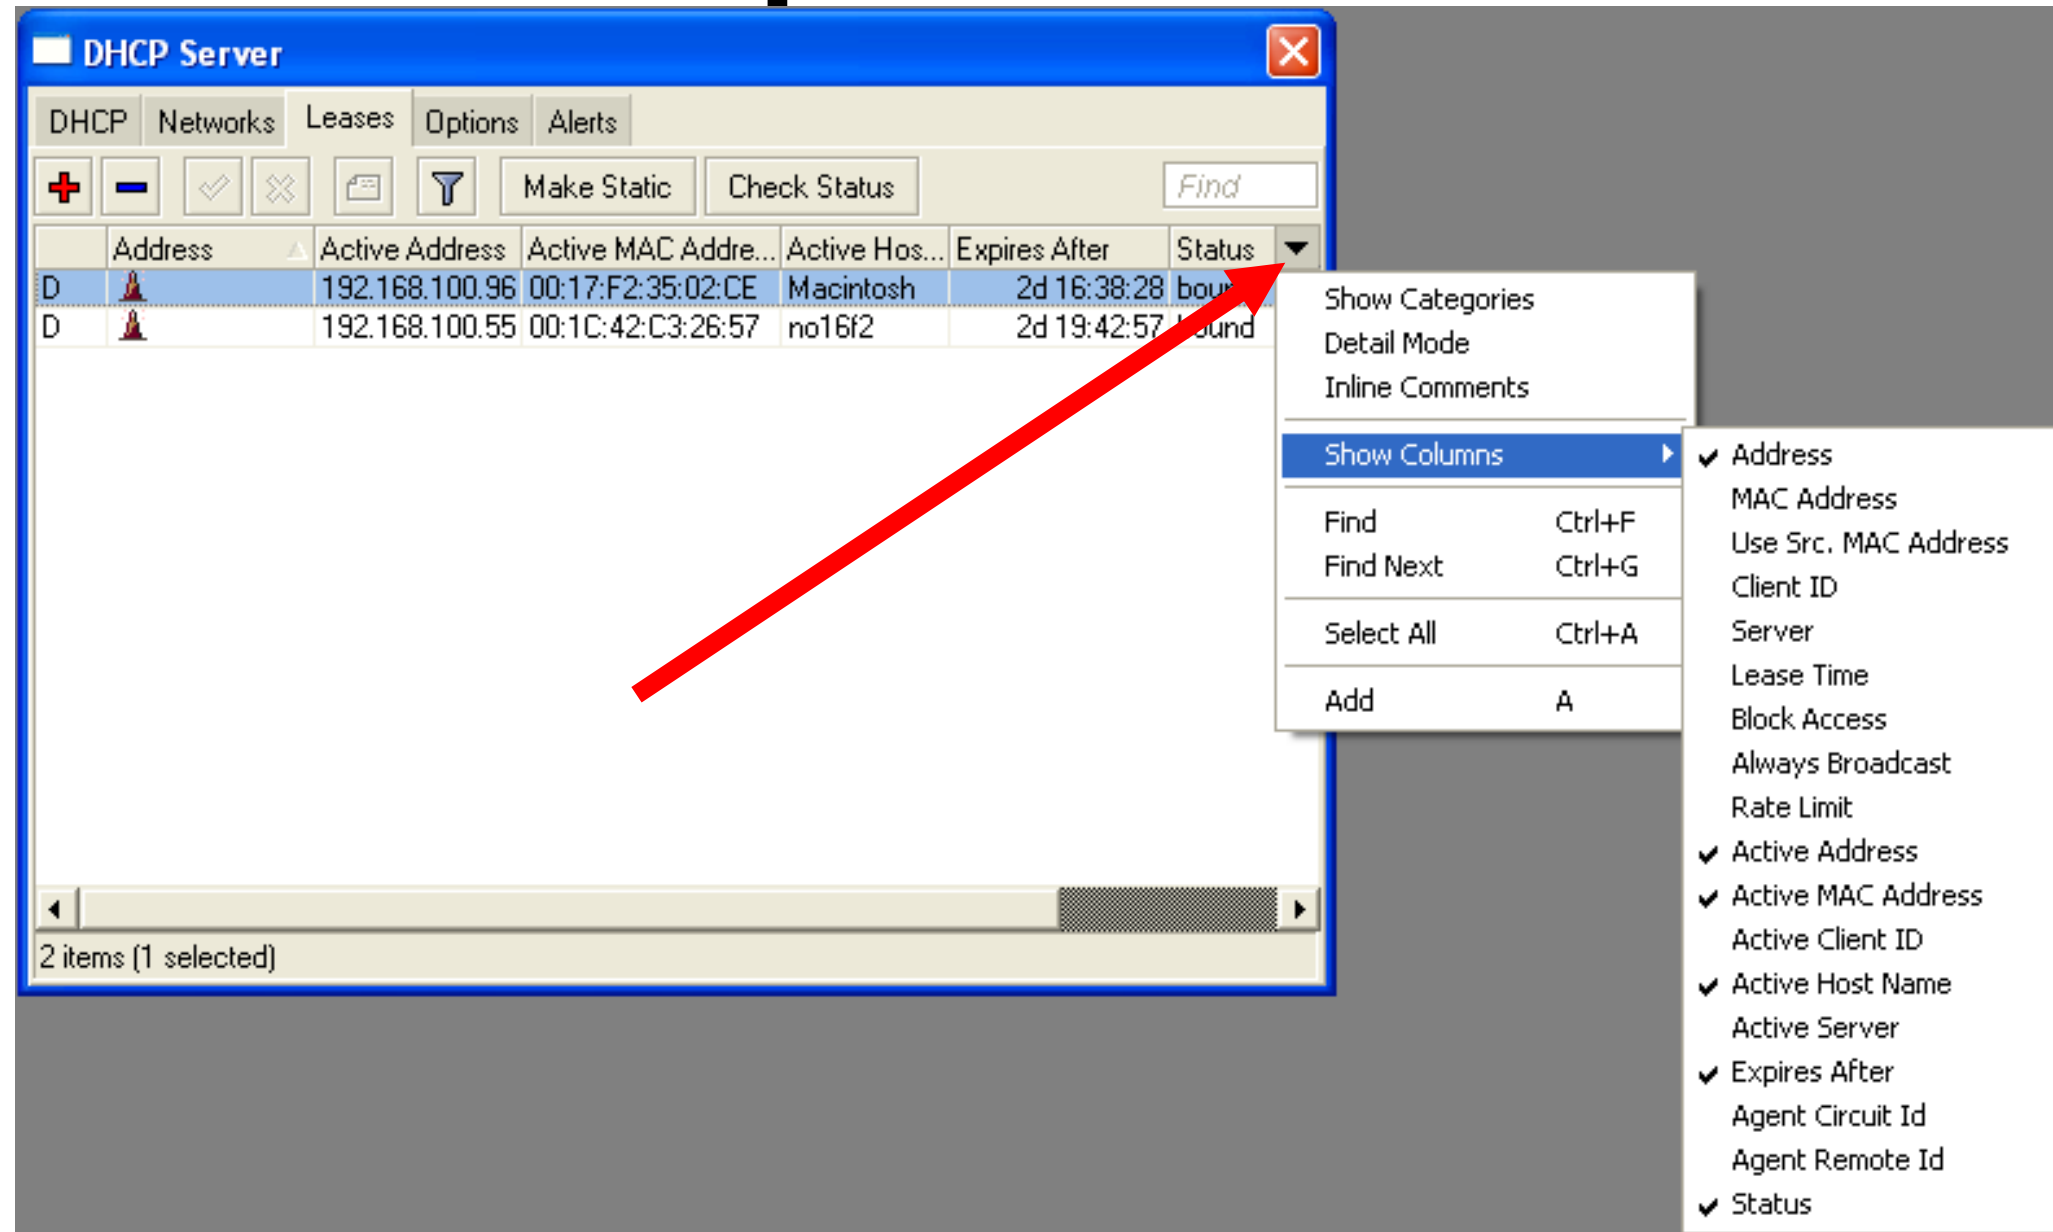 DHCP Server
DHCP Networks Leases Options Alerts
Make Static Check Status Find
Address Active Address Active MAC Addre... Active Hos... Expires After Status
D 192.168.100.96 00:17:F2:35:02:CE Macintosh 2d 16:38:28
D 192.168.100.55 00:1C:42:C3:26:57 no16f2 2d 19:42:57 bound
2 items (1 selected)
Show Categories
Detail Mode
Inline Comments
Show Columns
Find Ctrl+F
Find Next Ctrl+G
Select All Ctrl+A
Add A
Address
MAC Address
Use Src. MAC Address
Client ID
Server
Lease Time
Block Access
Always Broadcast
Rate Limit
Active Address
Active MAC Address
Active Client ID
Active Host Name
Active Server
Expires After
Agent Circuit Id
Agent Remote Id
Status